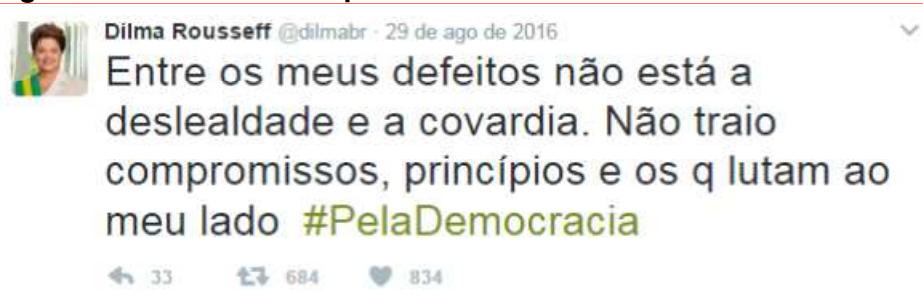 Dilma Rousseff @dilmabr · 29 de ago de 2016
Entre os meus defeitos não está a
deslealdade e a covardia. Não traio
compromissos, princípios e os q lutam ao
meu lado #PelaDemocracia
33 684 834